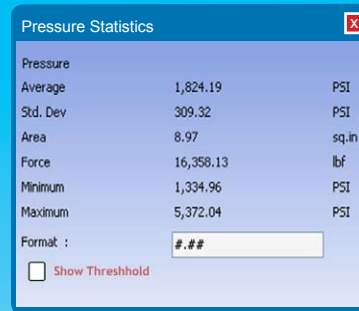 Pressure Statistics X
Pressure
Average 1,824.19 PSI
Std. Dev 309.32 PSI
Area 8.97 sq.in
Force 16,358.13 lbf
Minimum 1,334.96 PSI
Maximum 5,372.04 PSI
Format : #.##
Show Threshhold